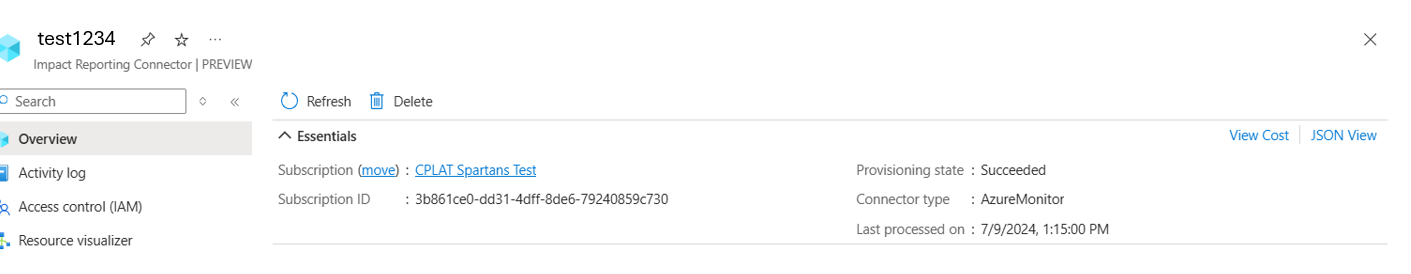 test1234
Impact Reporting Connector | PREVIEW
Search
Refresh
Delete
Overview
Activity log
Access control (IAM)
Resource visualizer
Essentials
View Cost
JSON View
Subscription (move) : CPLAT Spartans Test
Subscription ID : 3b861ce0-dd31-4dff-8de6-79240859c730
Provisioning state : Succeeded
Connector type : AzureMonitor
Last processed on : 7/9/2024, 1:15:00 PM